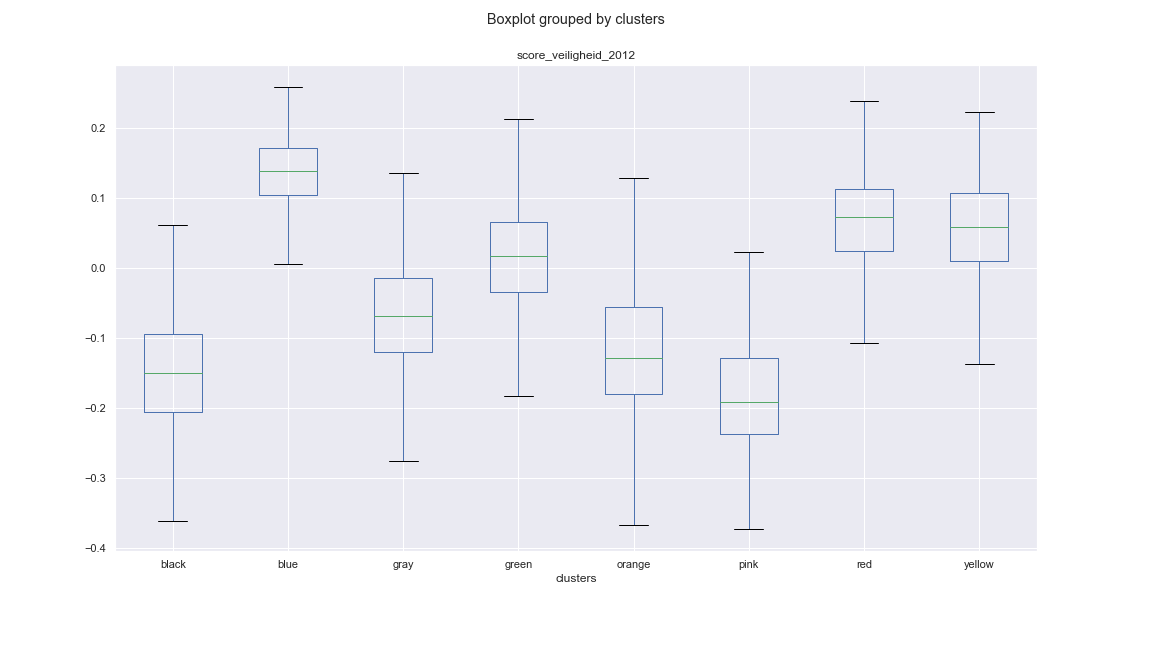 Boxplot grouped by clusters
score_veiligheid_2012
0.2
0.1
0.0
−0.1
−0.2
−0.3
−0.4
black blue gray green orange pink red yellow
clusters